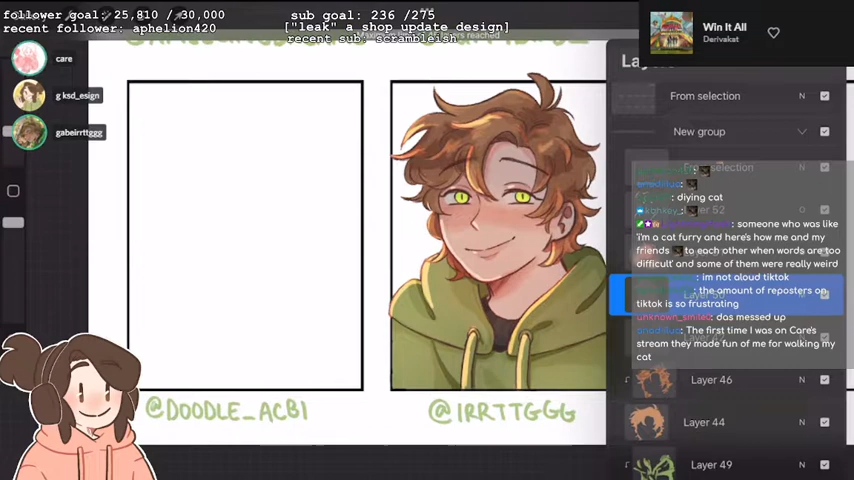 follower goal: 25,810 / 30,000
recent follower: aphelion420
sub goal: 236 /275
["leak" a shop update design]
recent sub: scrambleish
Win It All
Derivakat
care
g ksd_esign
gabeirrttggg
From selection N
New group
From selection N
Layer 52
: diying cat
kghkey_:
: someone who was like
'i'm a cat furry and here's how me and my
friends to each other when words are too
difficult' and some of them were really weird
: im not aloud tiktok
: the amount of reposters on
tiktok is so frustrating
unknown_smiled: das messed up
: The first time I was on Care's
stream they made fun of me for walking my
cat
Layer 46 N
Layer 44 N
Layer 49 N
@DOODLE_ACB1
@IRRTTGGG